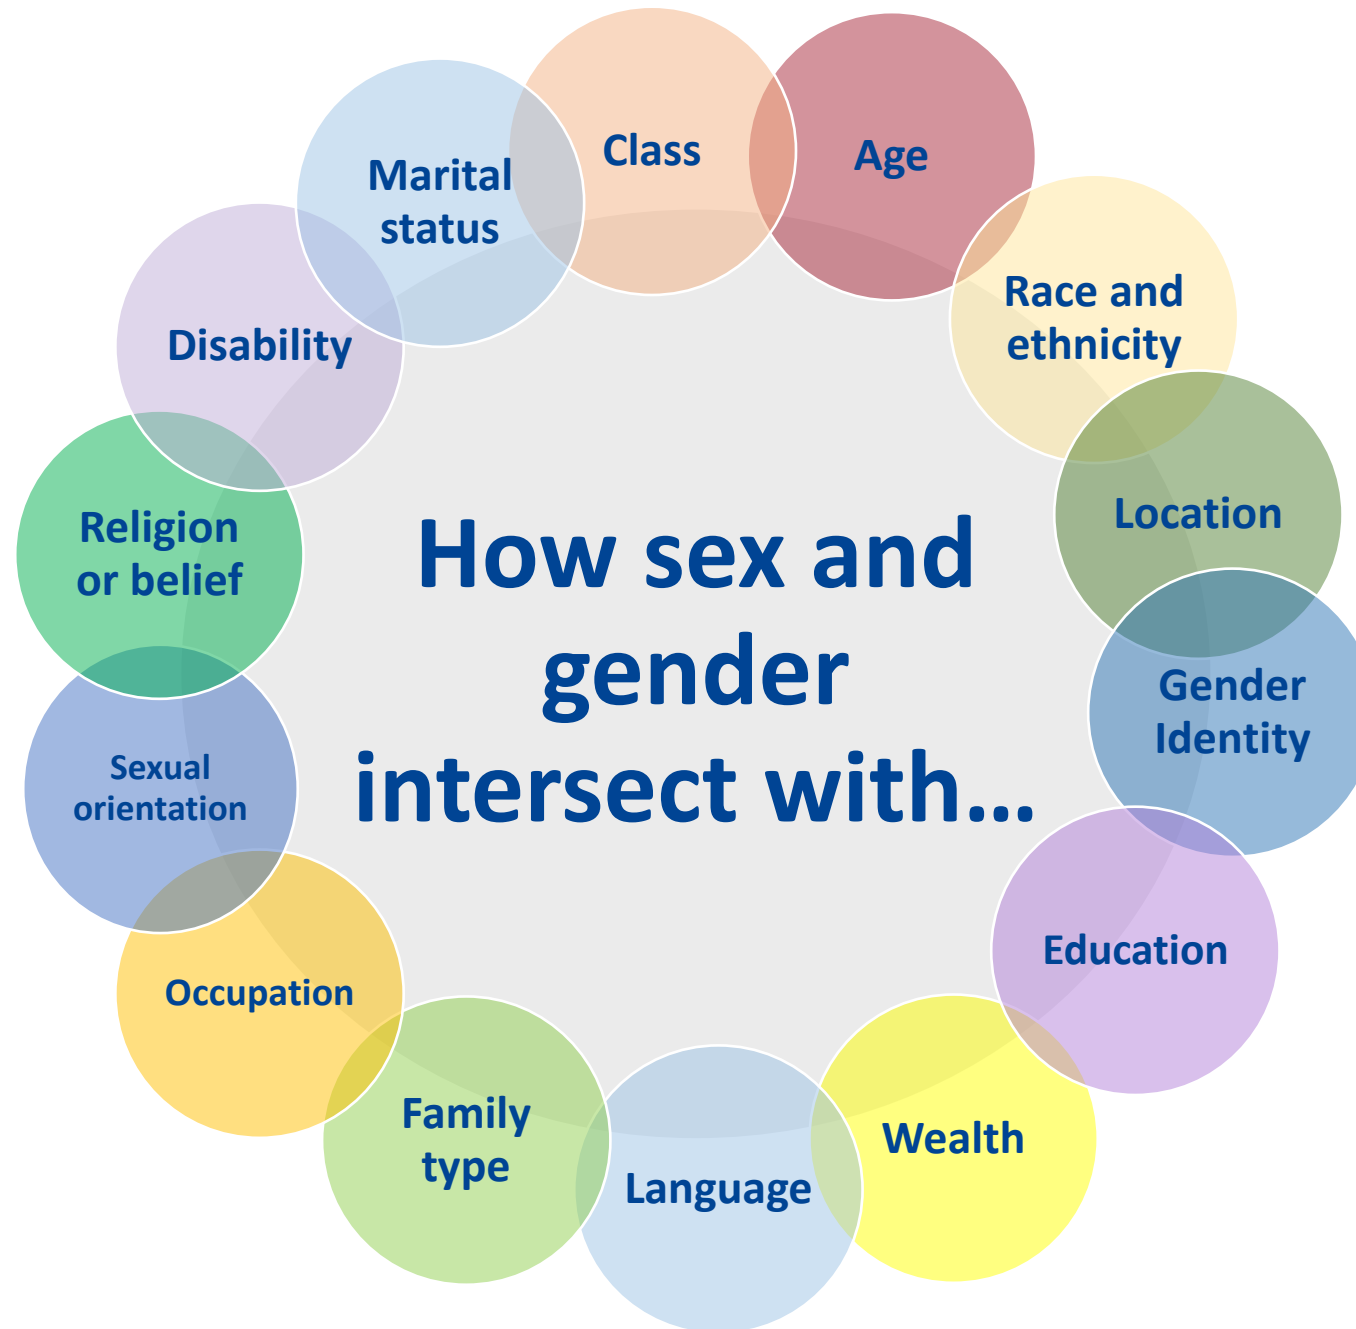 Class
Age
Marital
status
Race and
ethnicity
Disability
Location
Religion
or belief
How sex and
gender
intersect with...
Gender
Identity
Sexual
orientation
Education
Occupation
Family
type
Wealth
Language